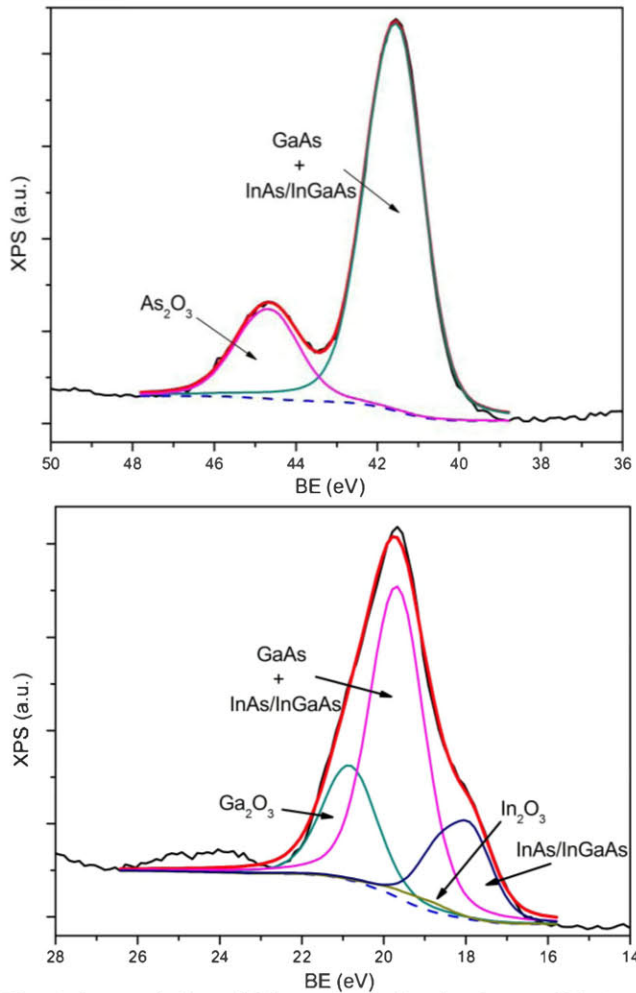 XPS (a.u.)
GaAs
+
InAs/InGaAs
As₂O₃
50 48 46 44 42 40 38 36
BE (eV)
XPS (a.u.)
GaAs
+
InAs/InGaAs
Ga₂O₃
In₂O₃
InAs/InGaAs
28 26 24 22 20 18 16 14
BE (eV)